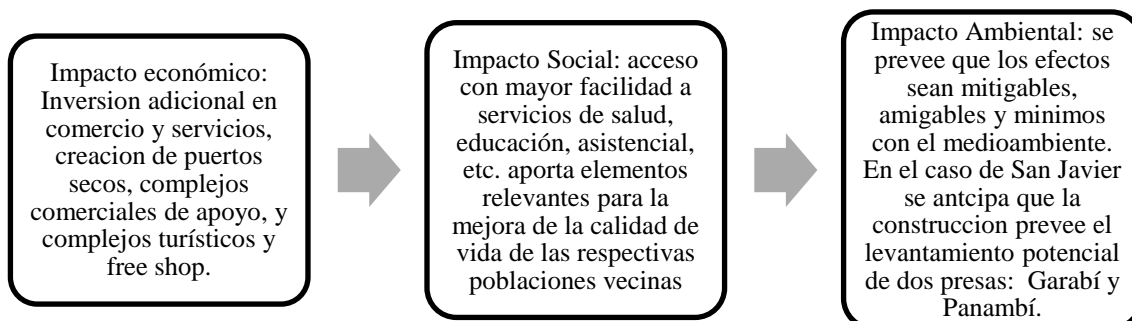 Impacto económico:
Inversion adicional en
comercio y servicios,
creacion de puertos
secos, complejos
comerciales de apoyo, y
complejos turísticos y
free shop.
Impacto Social: acceso
con mayor facilidad a
servicios de salud,
educación, asistencial,
etc. aporta elementos
relevantes para la
mejora de la calidad de
vida de las respectivas
poblaciones vecinas
Impacto Ambiental: se
prevee que los efectos
sean mitigables,
amigables y minimos
con el medioambiente.
En el caso de San Javier
se antcipa que la
construccion prevee el
levantamiento potencial
de dos presas: Garabí y
Panambí.